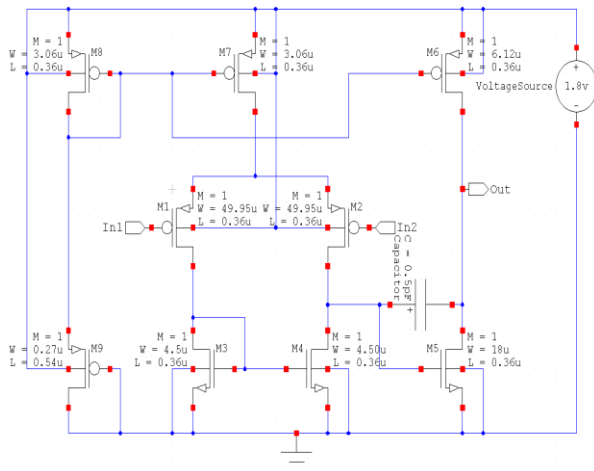 M = 1
W = 3.06u
L = 0.36u
M8
M7
M = 1
W = 3.06u
L = 0.36u
M6
M = 1
W = 6.12u
L = 0.36u
VoltageSource
+
1.8v
-
Out
M1
M = 1
W = 49.95u
L = 0.36u
M = 1
W = 49.95u
L = 0.36u
M2
In1
In2
C = 0.5pF
+
Capacitor
M = 1
W = 0.27u
L = 0.54u
M9
M = 1
W = 4.5u
L = 0.36u
M3
M4
M = 1
W = 4.50u
L = 0.36u
M5
M = 1
W = 18u
L = 0.36u